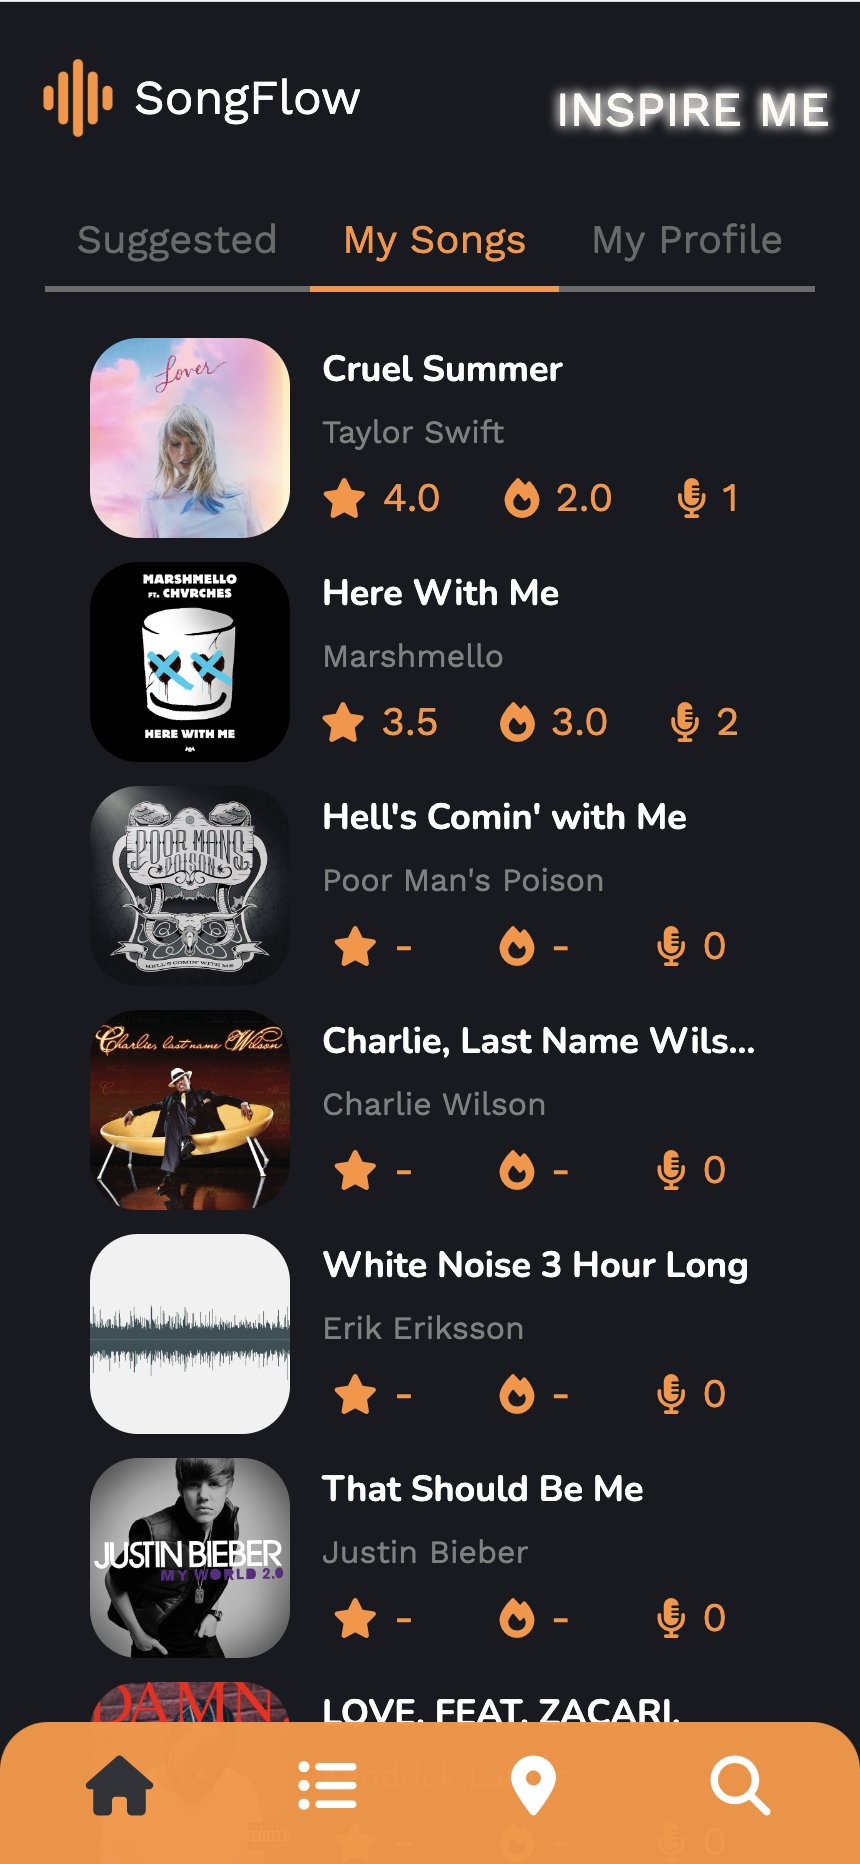 SongFlow
INSPIRE ME
Suggested My Songs My Profile
Lover
Cruel Summer
Taylor Swift
4.0 2.0 1
MARSHMELLO
FT. CHVRCHES
HERE WITH ME
Here With Me
Marshmello
3.5 3.0 2
POOR MANS
POISON
HELL'S COMIN' WITH ME
Hell's Comin' with Me
Poor Man's Poison
- - 0
Charlie, last name Wilson
Charlie, Last Name Wils...
Charlie Wilson
- - 0
White Noise 3 Hour Long
Erik Eriksson
- - 0
JUSTIN BIEBER
MY WORLD 2.0
That Should Be Me
Justin Bieber
- - 0
DAMN.
LOVE. FEAT. ZACARI.
- - 0